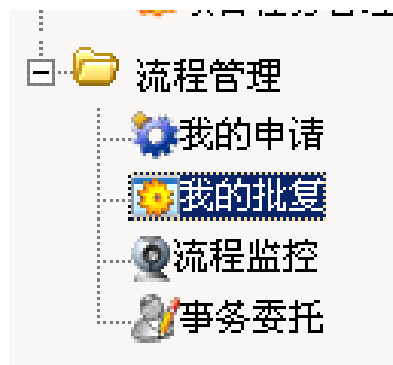 流程管理
我的申请
我的批复
流程监控
事务委托